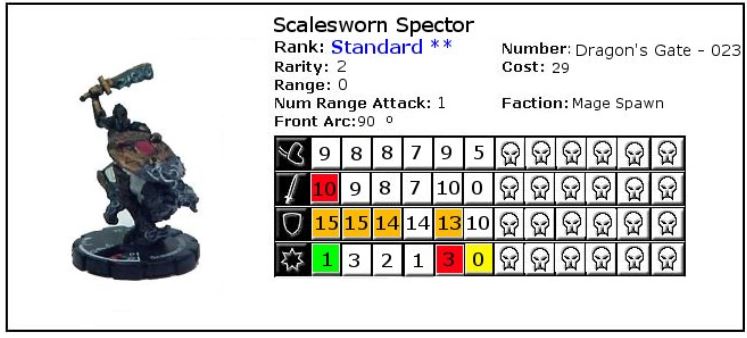 Scalesworn Spector
Rank: Standard **
Number: Dragon's Gate - 023
Rarity: 2
Cost: 29
Range: 0
Num Range Attack: 1
Faction: Mage Spawn
Front Arc:90 º
9 8 8 7 9 5
10 9 8 7 10 0
15 15 14 14 13 10
1 3 2 1 3 0